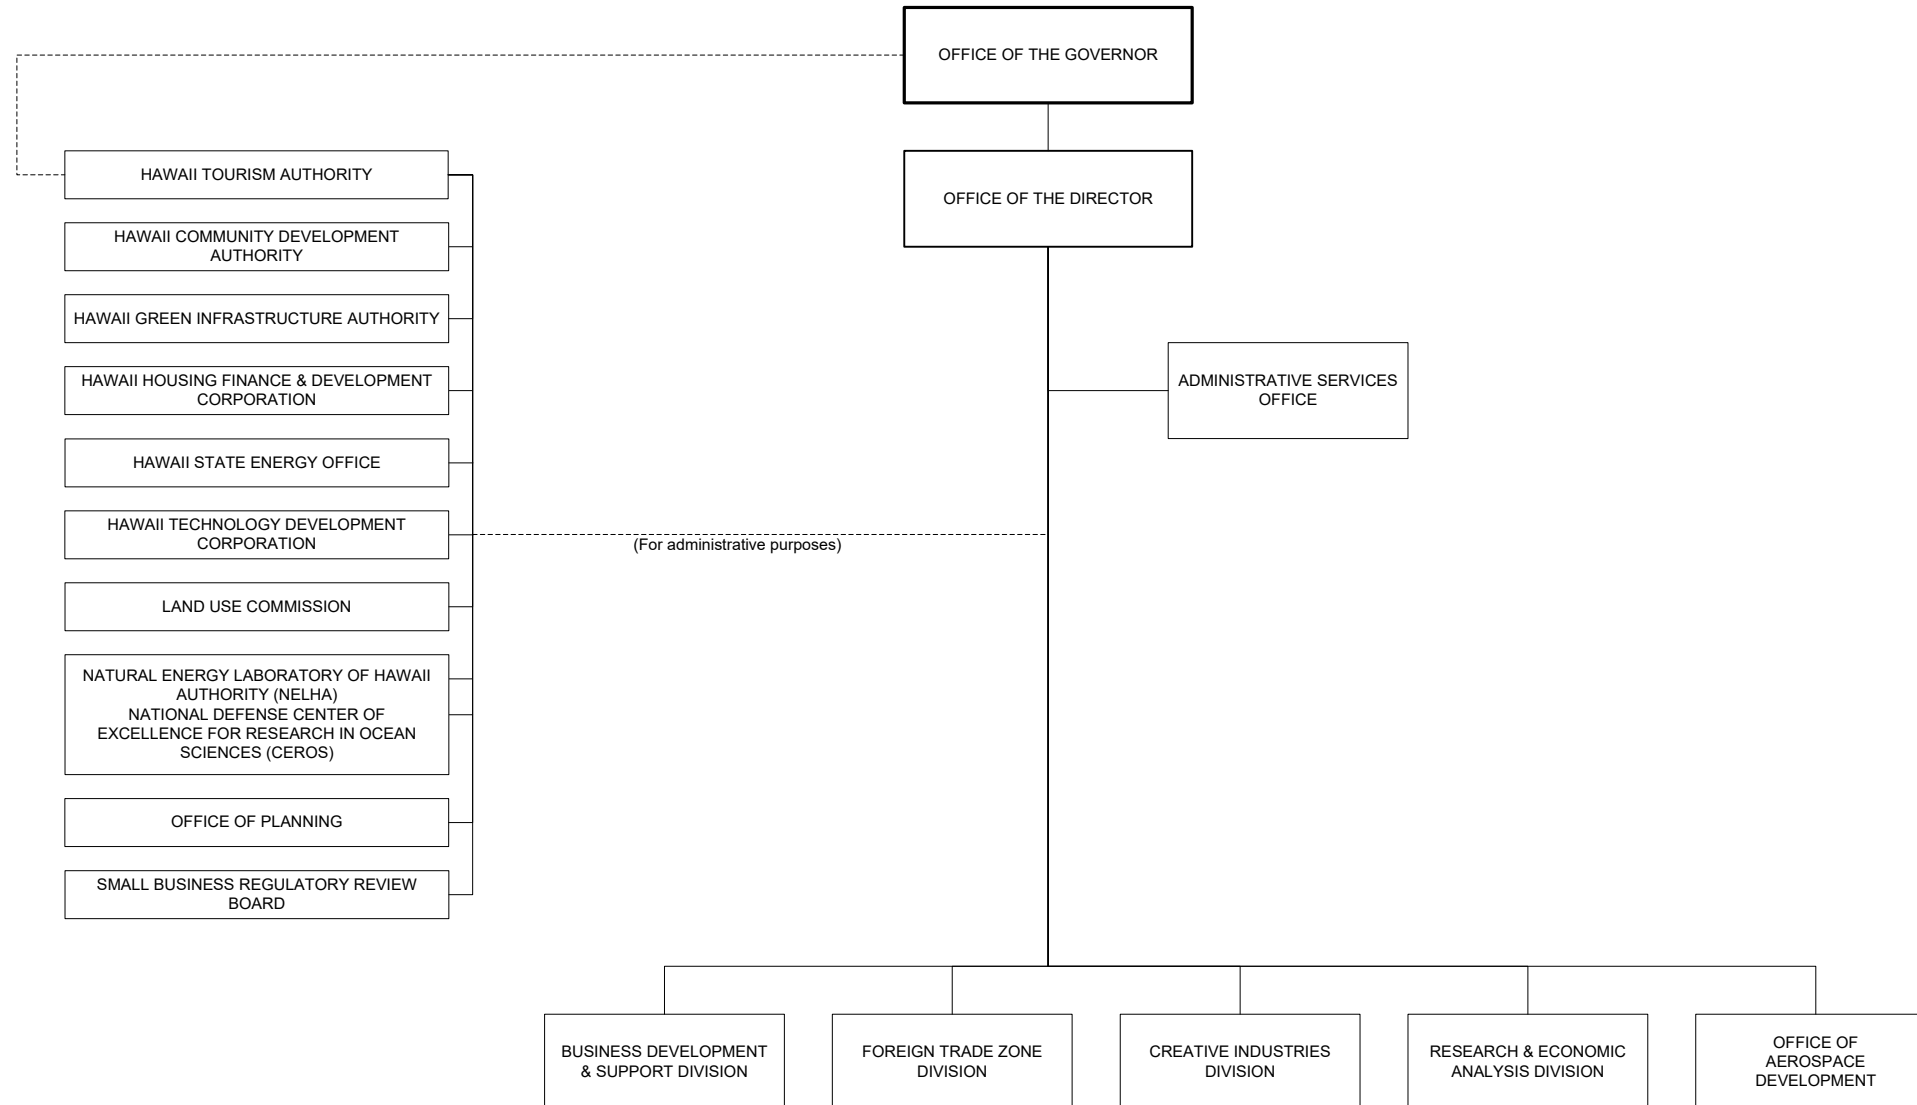 OFFICE OF THE GOVERNOR
OFFICE OF THE DIRECTOR
HAWAII TOURISM AUTHORITY
HAWAII COMMUNITY DEVELOPMENT
AUTHORITY
HAWAII GREEN INFRASTRUCTURE AUTHORITY
HAWAII HOUSING FINANCE & DEVELOPMENT
CORPORATION
HAWAII STATE ENERGY OFFICE
HAWAII TECHNOLOGY DEVELOPMENT
CORPORATION
LAND USE COMMISSION
NATURAL ENERGY LABORATORY OF HAWAII
AUTHORITY (NELHA)
NATIONAL DEFENSE CENTER OF
EXCELLENCE FOR RESEARCH IN OCEAN
SCIENCES (CEROS)
OFFICE OF PLANNING
SMALL BUSINESS REGULATORY REVIEW
BOARD
(For administrative purposes)
ADMINISTRATIVE SERVICES
OFFICE
BUSINESS DEVELOPMENT
& SUPPORT DIVISION
FOREIGN TRADE ZONE
DIVISION
CREATIVE INDUSTRIES
DIVISION
RESEARCH & ECONOMIC
ANALYSIS DIVISION
OFFICE OF
AEROSPACE
DEVELOPMENT